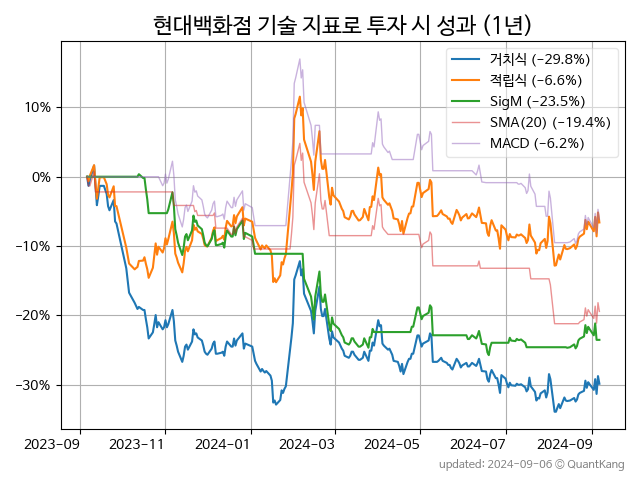 현대백화점 기술 지표로 투자 시 성과 (1년)
거치식 (−29.8%)
적립식 (−6.6%)
SigM (−23.5%)
SMA(20) (−19.4%)
MACD (−6.2%)
10%
0%
−10%
−20%
−30%
2023-09 2023-11 2024-01 2024-03 2024-05 2024-07 2024-09
updated: 2024-09-06 © QuantKang